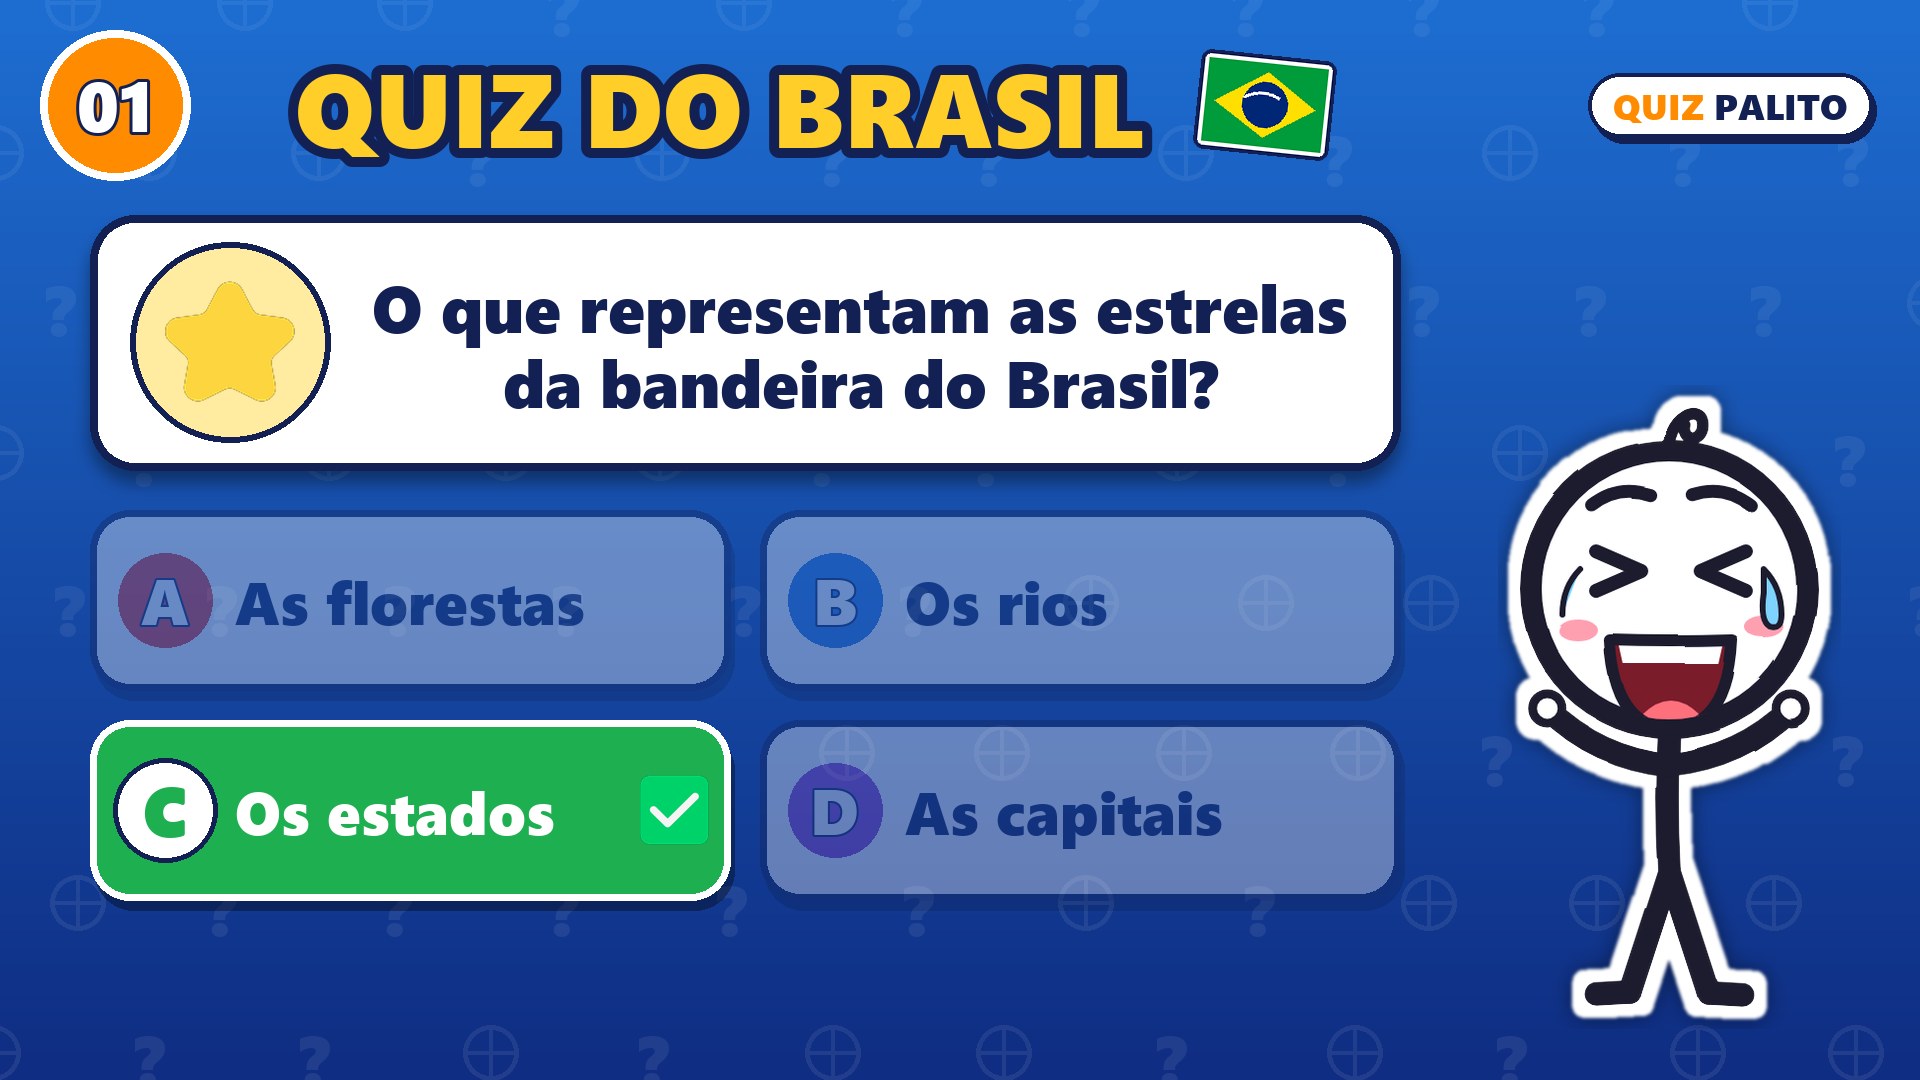 01
QUIZ DO BRASIL
QUIZ PALITO
O que representam as estrelas
da bandeira do Brasil?
A As florestas
B Os rios
C Os estados
D As capitais